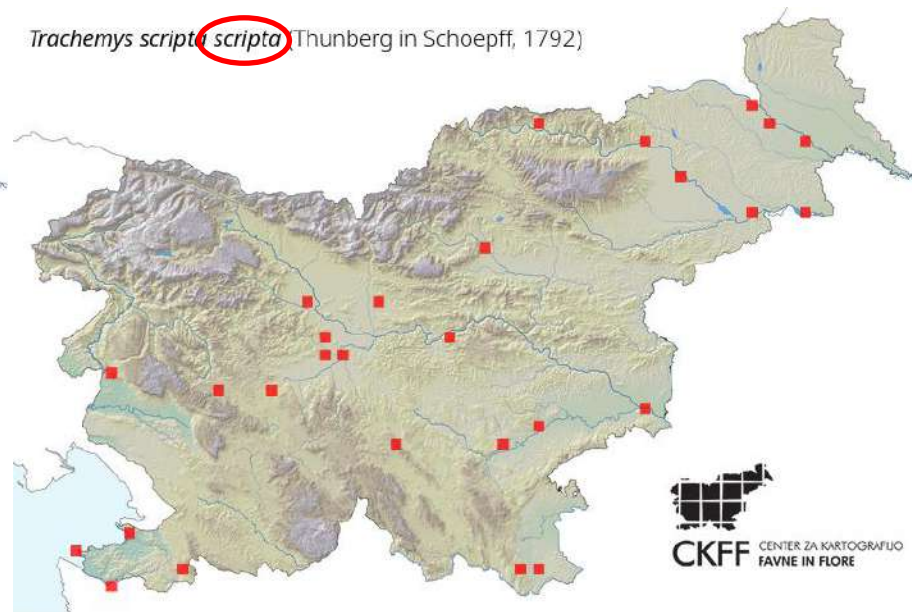 Trachemys scripta scripta (Thunberg in Schoepff, 1792)
CKFF CENTER ZA KARTOGRAFIJO
FAVNE IN FLORE